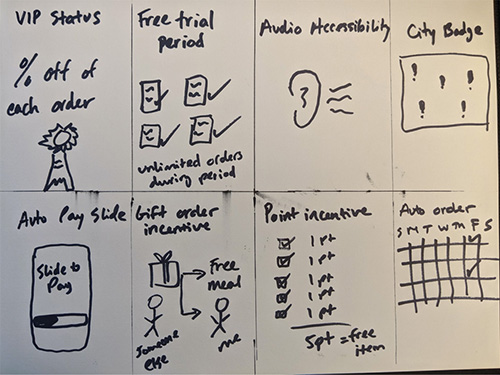 VIP Status
% off of
each order
Free trial
period
unlimited orders
during period
Audio Accessibility
City Badge
! ! !
! !
Auto Pay Slide
Slide to
Pay
Gift order
incentive
Free
meal
Someone
else
me
Point incentive
1 pt
1 pt
1 pt
1 pt
1 pt
5pt = free
item
Auto order
S M T W Th F S